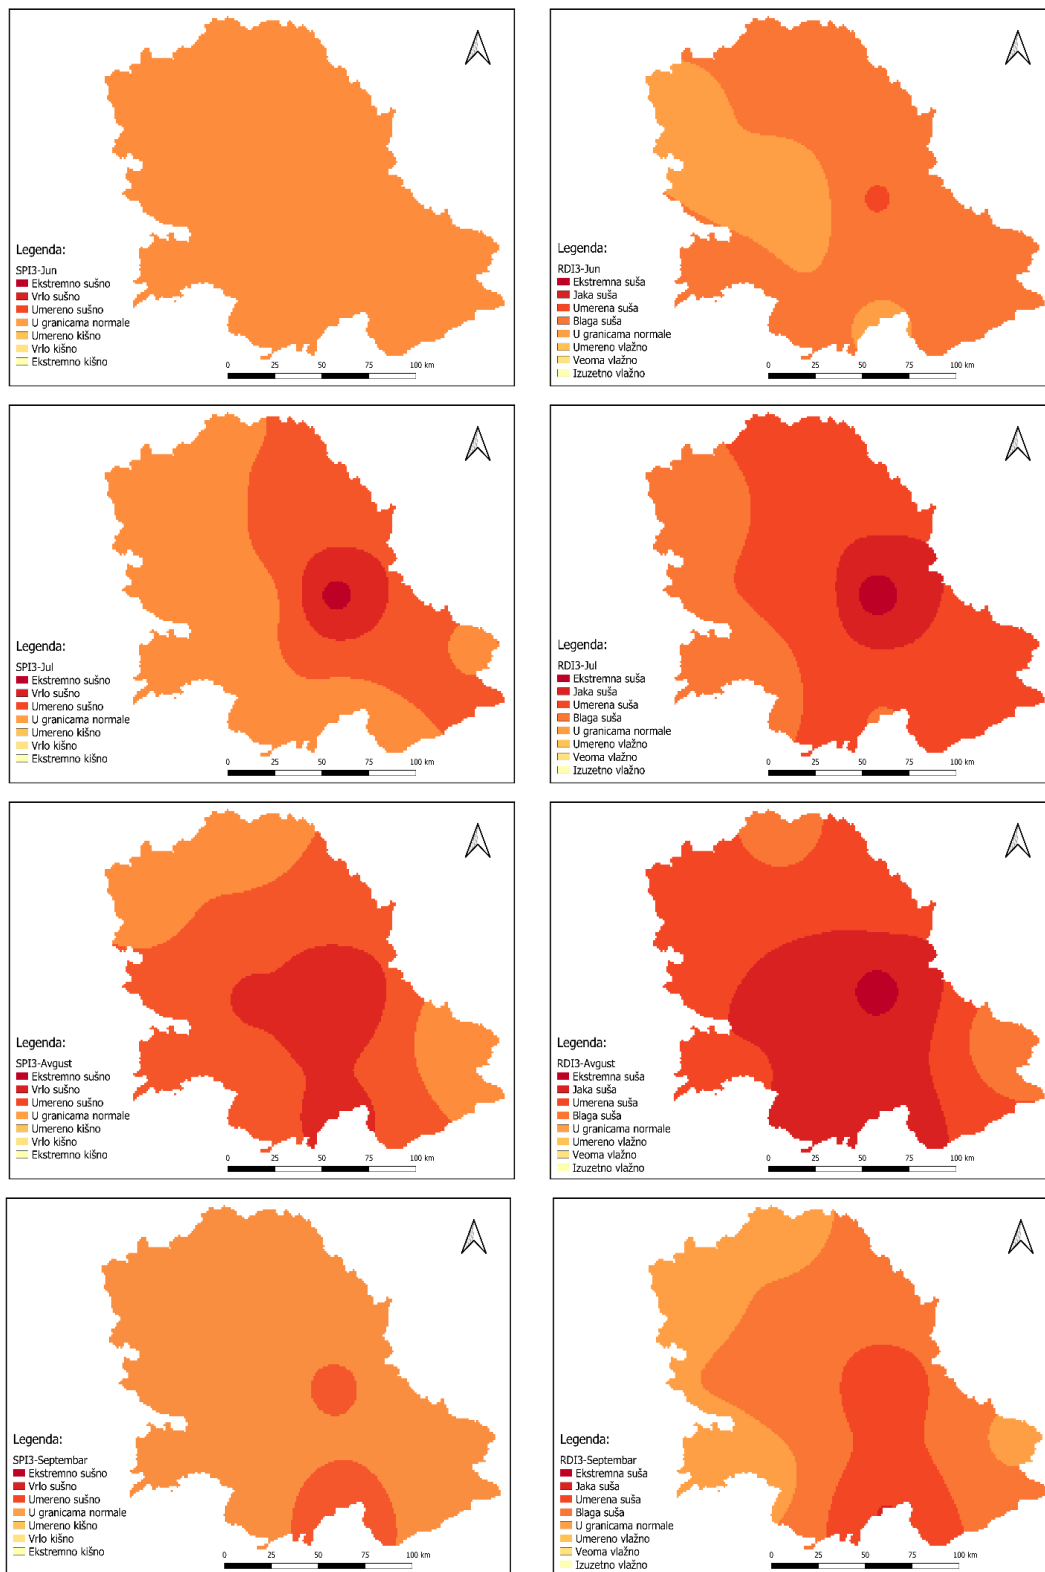 Legenda:
SPI3-Jun
Ekstremno sušno
Vrlo sušno
Umereno sušno
U granicama normale
Umereno kišno
Vrlo kišno
Ekstremno kišno
0 25 50 75 100 km
Legenda:
RDI3-Jun
Ekstremna suša
Jaka suša
Umerena suša
Blaga suša
U granicama normale
Umereno vlažno
Veoma vlažno
Izuzetno vlažno
0 25 50 75 100 km
Legenda:
SPI3-Jul
Ekstremno sušno
Vrlo sušno
Umereno sušno
U granicama normale
Umereno kišno
Vrlo kišno
Ekstremno kišno
0 25 50 75 100 km
Legenda:
RDI3-Jul
Ekstremna suša
Jaka suša
Umerena suša
Blaga suša
U granicama normale
Umereno vlažno
Veoma vlažno
Izuzetno vlažno
0 25 50 75 100 km
Legenda:
SPI3-Avgust
Ekstremno sušno
Vrlo sušno
Umereno sušno
U granicama normale
Umereno kišno
Vrlo kišno
Ekstremno kišno
0 25 50 75 100 km
Legenda:
RDI3-Avgust
Ekstremna suša
Jaka suša
Umerena suša
Blaga suša
U granicama normale
Umereno vlažno
Veoma vlažno
Izuzetno vlažno
0 25 50 75 100 km
Legenda:
SPI3-Septembar
Ekstremno sušno
Vrlo sušno
Umereno sušno
U granicama normale
Umereno kišno
Vrlo kišno
Ekstremno kišno
0 25 50 75 100 km
Legenda:
RDI3-Septembar
Ekstremna suša
Jaka suša
Umerena suša
Blaga suša
U granicama normale
Umereno vlažno
Veoma vlažno
Izuzetno vlažno
0 25 50 75 100 km